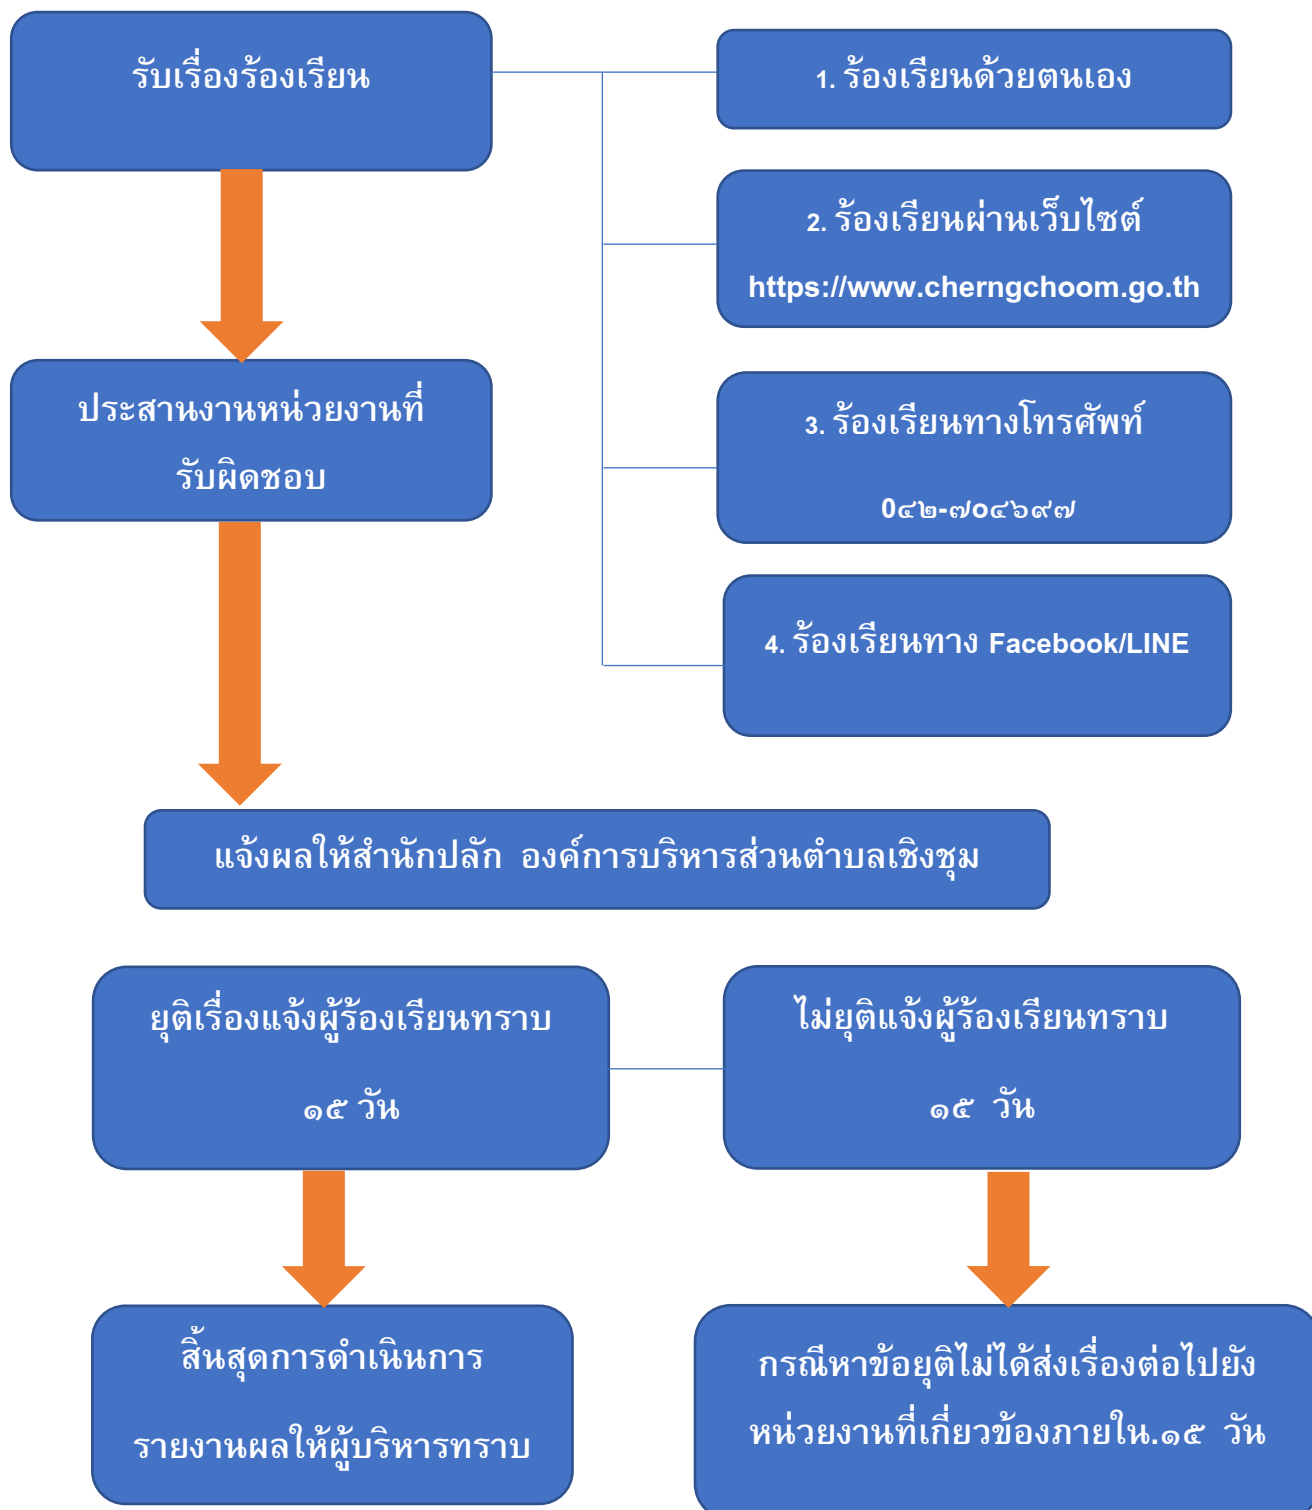 รับเรื่องร้องเรียน
1. ร้องเรียนด้วยตนเอง
2. ร้องเรียนผ่านเว็บไซต์
https://www.cherngchoom.go.th
ประสานงานหน่วยงานที่
รับผิดชอบ
3. ร้องเรียนทางโทรศัพท์
0๔๒-๗๐๔๖๙๗
4. ร้องเรียนทาง Facebook/LINE
แจ้งผลให้สำนักปลัก องค์การบริหารส่วนตำบลเชิงชุม
ยุติเรื่องแจ้งผู้ร้องเรียนทราบ
๑๕ วัน
ไม่ยุติแจ้งผู้ร้องเรียนทราบ
๑๕ วัน
สิ้นสุดการดำเนินการ
รายงานผลให้ผู้บริหารทราบ
กรณีหาข้อยุติไม่ได้ส่งเรื่องต่อไปยัง
หน่วยงานที่เกี่ยวข้องภายใน.๑๕ วัน